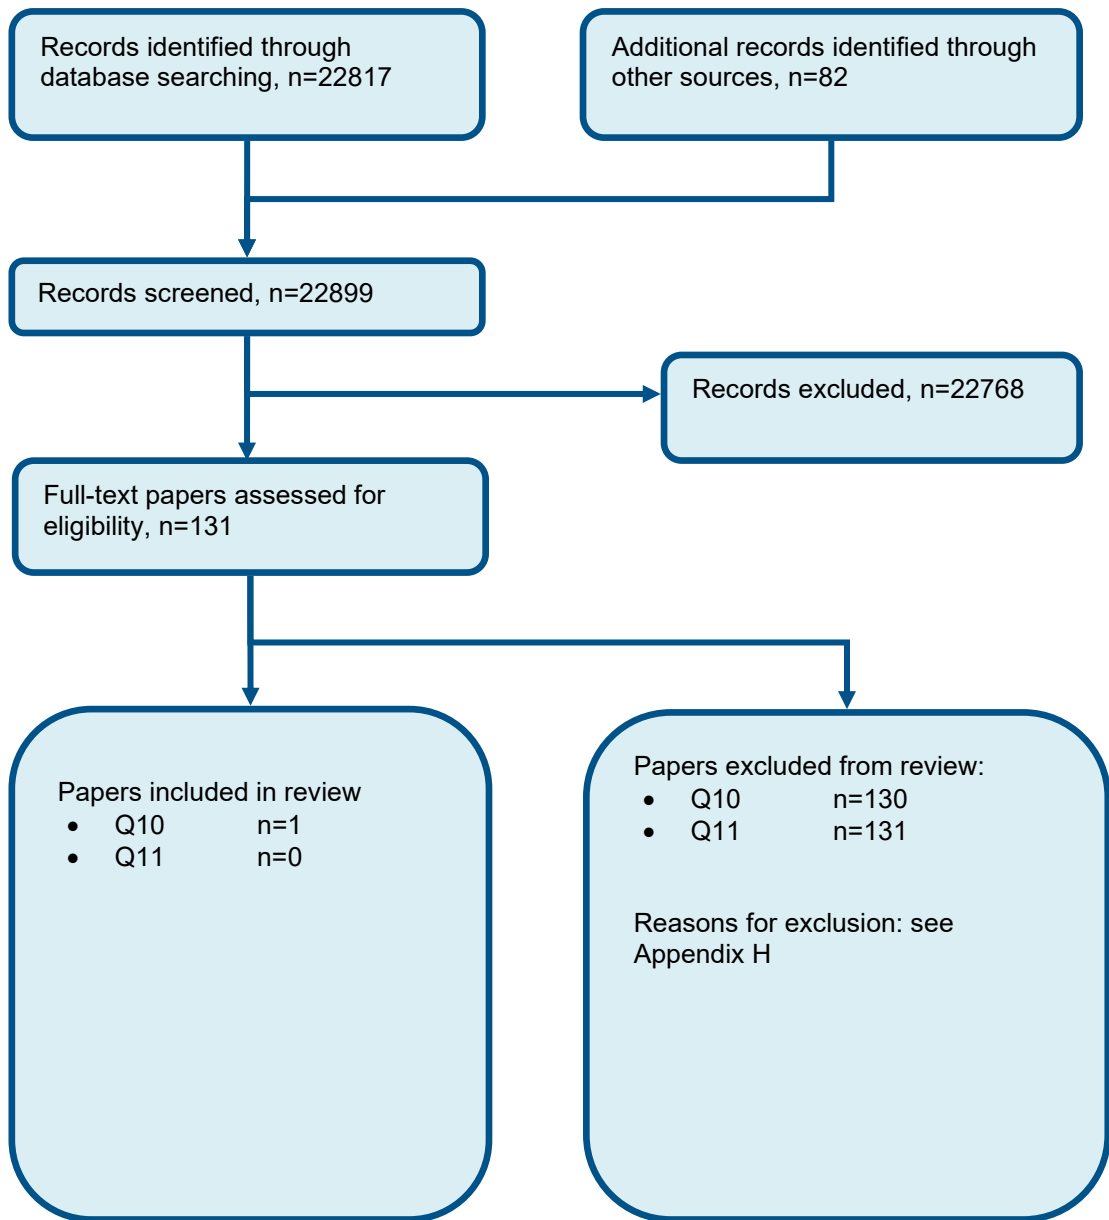 Records identified through
database searching, n=22817
Additional records identified through
other sources, n=82
Records screened, n=22899
Records excluded, n=22768
Full-text papers assessed for
eligibility, n=131
Papers included in review
• Q10 n=1
• Q11 n=0
Papers excluded from review:
• Q10 n=130
• Q11 n=131
Reasons for exclusion: see
Appendix H